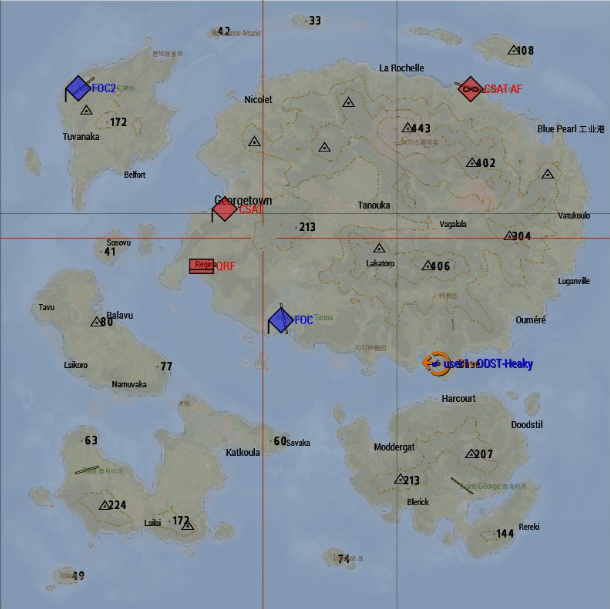 42
33
108
La Rochelle
FOC2
CSAT AF
Nicolet
172
443
Blue Pearl 工业港
Tuvanaka
402
Belfort
Georgetown
CSAT
Tanouka
Vatukoulo
213
Vagalala
304
Sosovu
41
Lakatoro
406
QRF
Luganville
Tavu
Balavu
80
FOC
Ouméré
Laikoro
77
ODST-Heaky
Namuvaka
Harcourt
Doodstil
63
60
Savaka
Katkoula
Moddergat
207
213
Saint-George
224
Blerick
Laikoi
172
144
Rereki
74
49